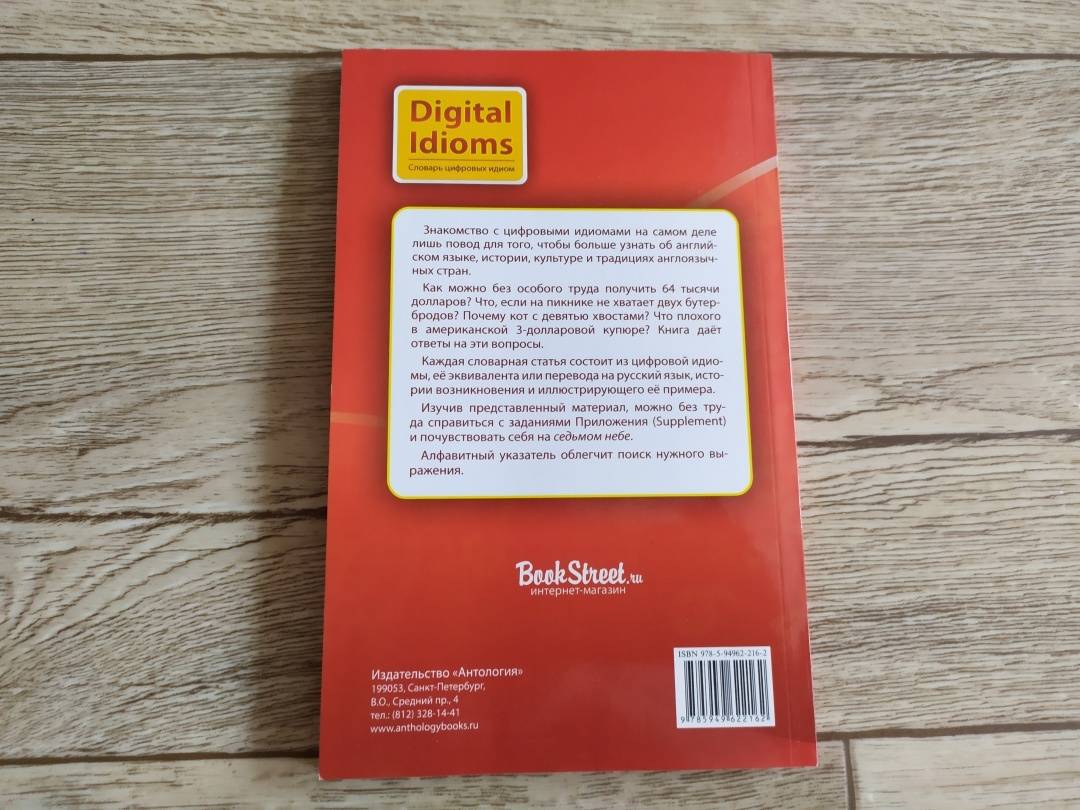 Digital
Idioms
Словарь цифровых идиом
Знакомство с цифровыми идиомами на самом деле
лишь повод для того, чтобы больше узнать об англий-
ском языке, истории, культуре и традициях англоязыч-
ных стран.
Как можно без особого труда получить 64 тысячи
долларов? Что, если на пикнике не хватает двух бутер-
бродов? Почему кот с девятью хвостами? Что плохого
в американской 3-долларовой купюре? Книга даёт
ответы на эти вопросы.
Каждая словарная статья состоит из цифровой идио-
мы, её эквивалента или перевода на русский язык, исто-
рии возникновения и иллюстрирующего её примера.
Изучив представленный материал, можно без тру-
да справиться с заданиями Приложения (Supplement)
и почувствовать себя на седьмом небе.
Алфавитный указатель облегчит поиск нужного вы-
ражения.
BookStreet.ru
интернет-магазин
Издательство «Антология»
199053, Санкт-Петербург,
В.О., Средний пр., 4
тел.: (812) 328-14-41
www.anthologybooks.ru
ISBN 978-5-94962-216-2
9 785949 622162